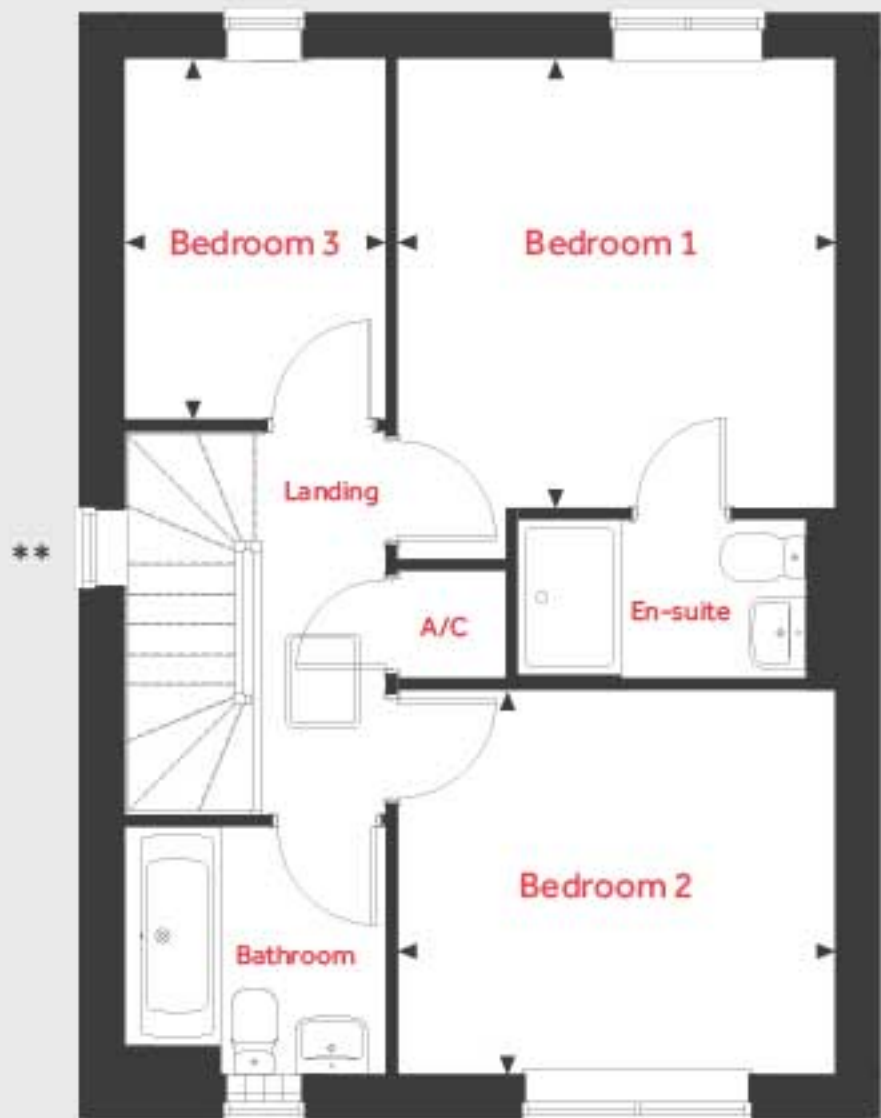 Bedroom 3
Bedroom 1
Landing
**
A/C
En-suite
Bedroom 2
Bathroom